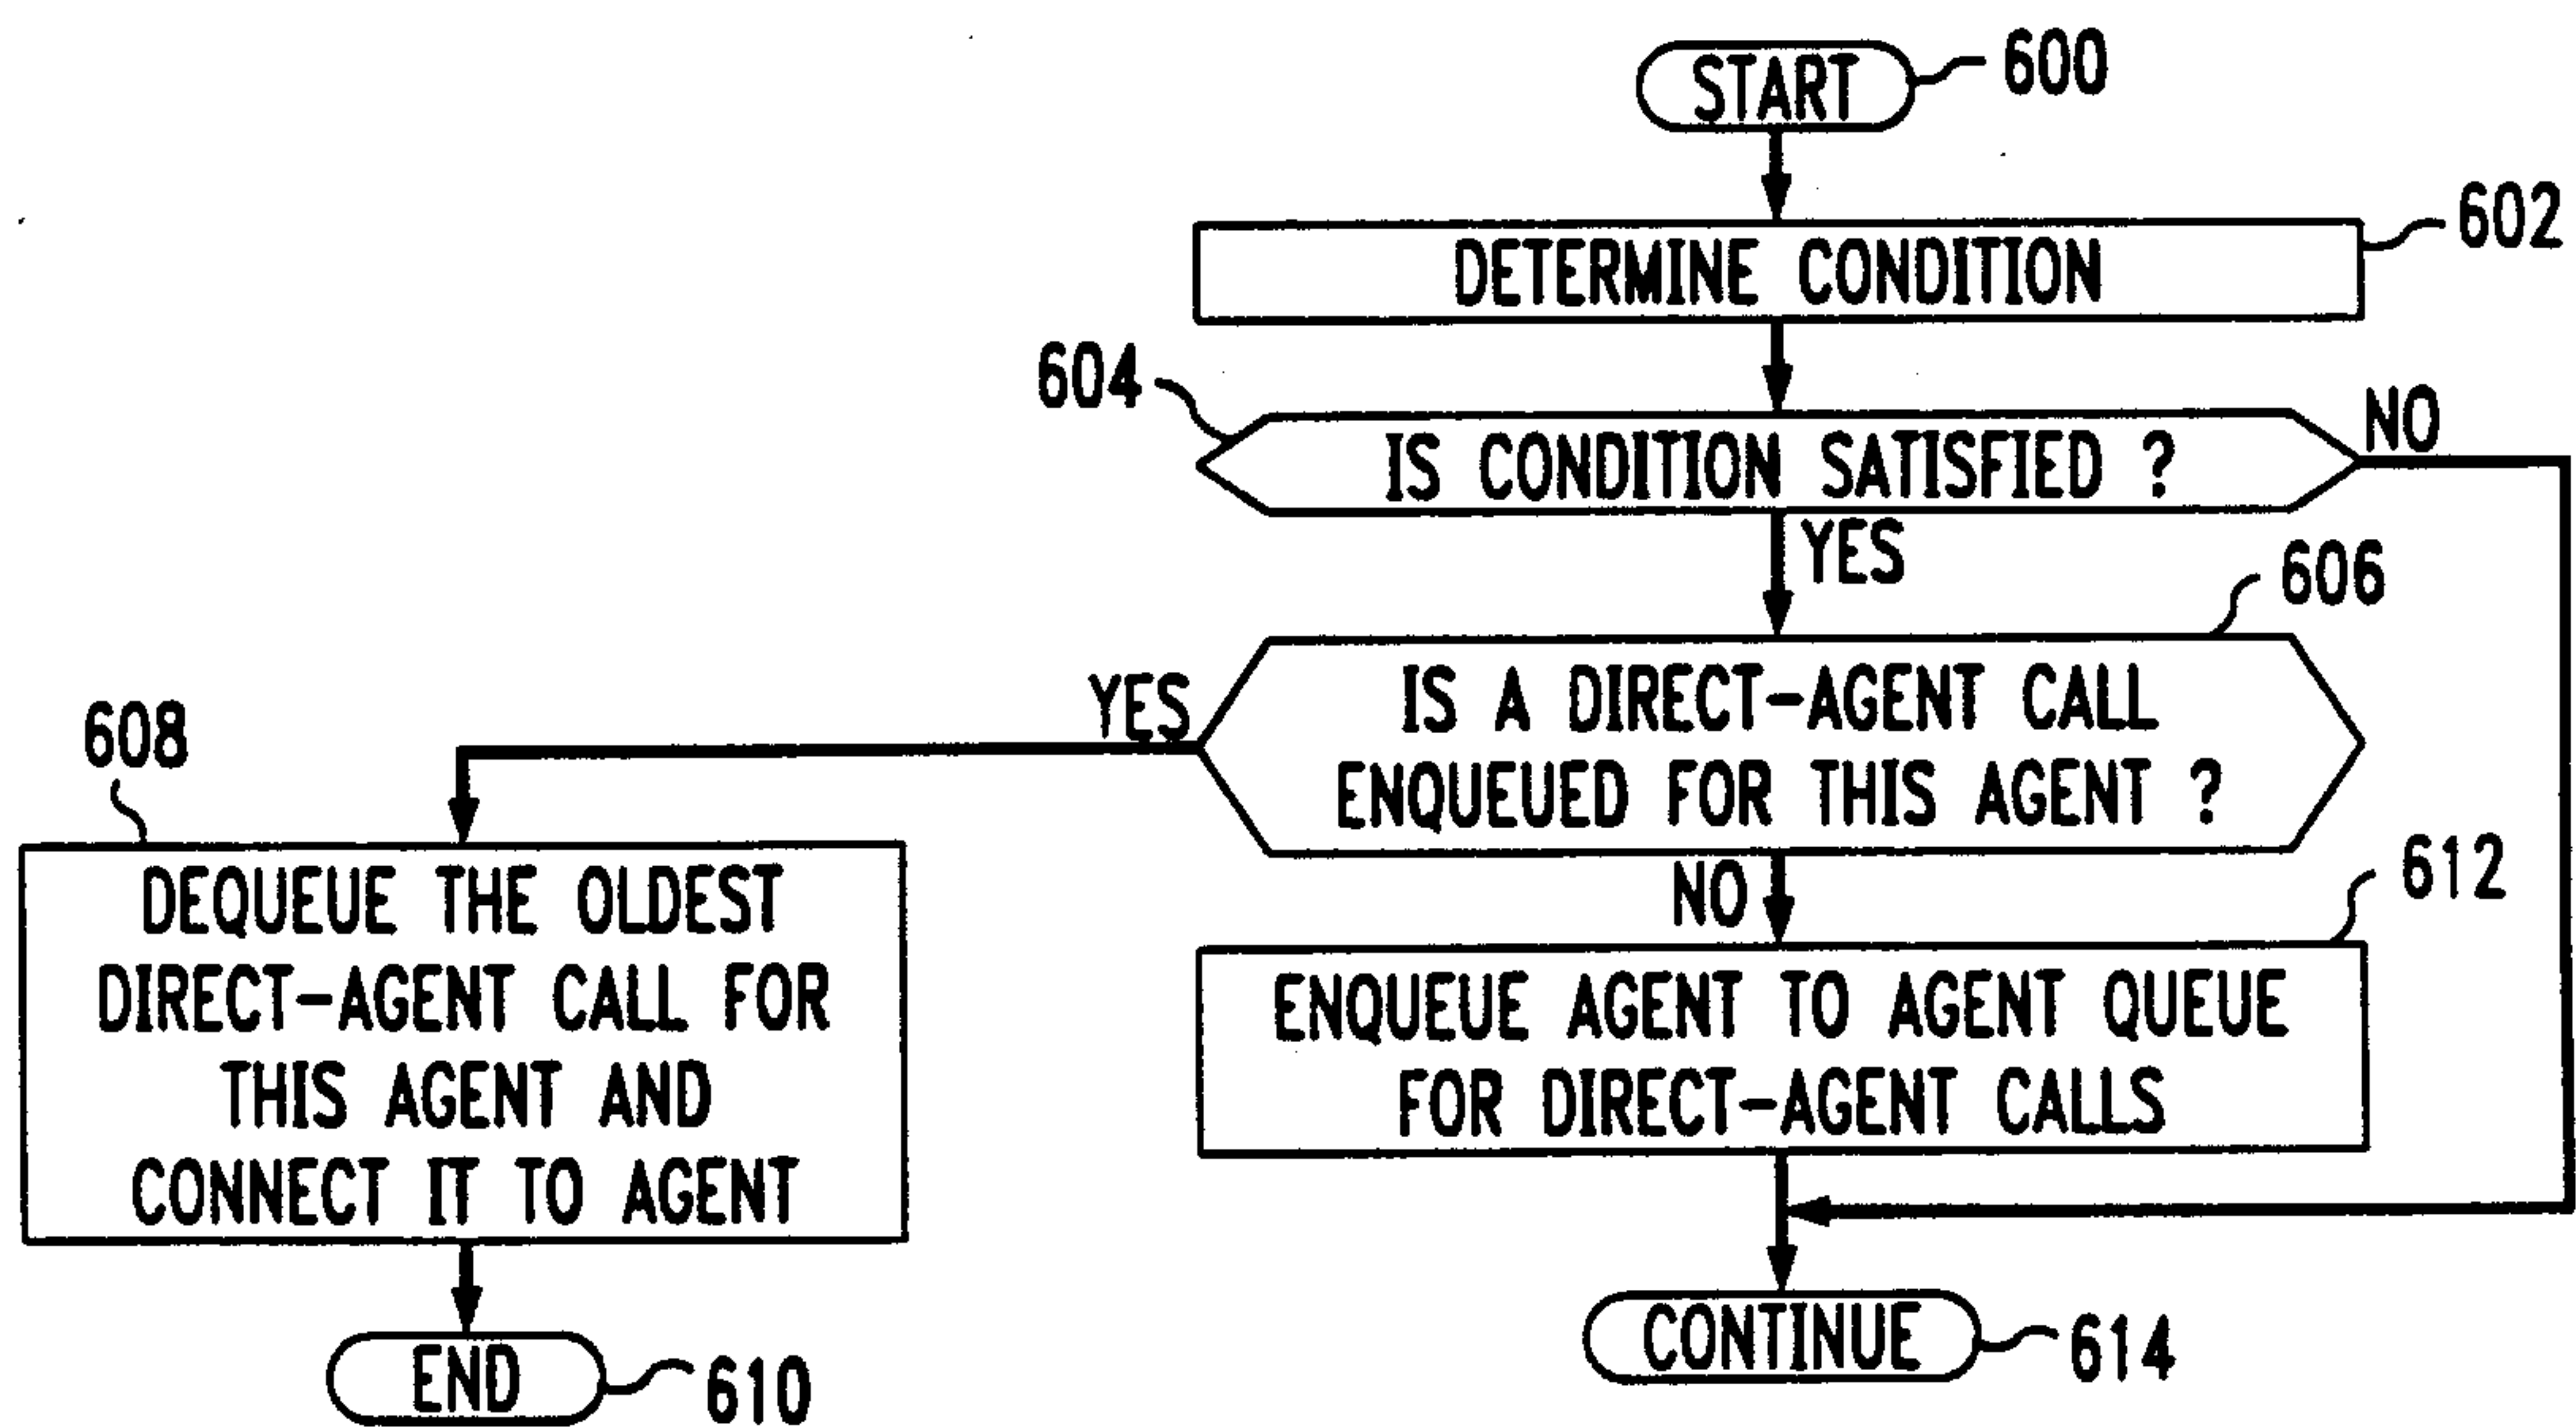 START
600
DETERMINE CONDITION
602
604
IS CONDITION SATISFIED ?
NO
YES
606
IS A DIRECT-AGENT CALL
ENQUEUED FOR THIS AGENT ?
YES
608
DEQUEUE THE OLDEST
DIRECT-AGENT CALL FOR
THIS AGENT AND
CONNECT IT TO AGENT
NO
612
ENQUEUE AGENT TO AGENT QUEUE
FOR DIRECT-AGENT CALLS
END
610
CONTINUE
614